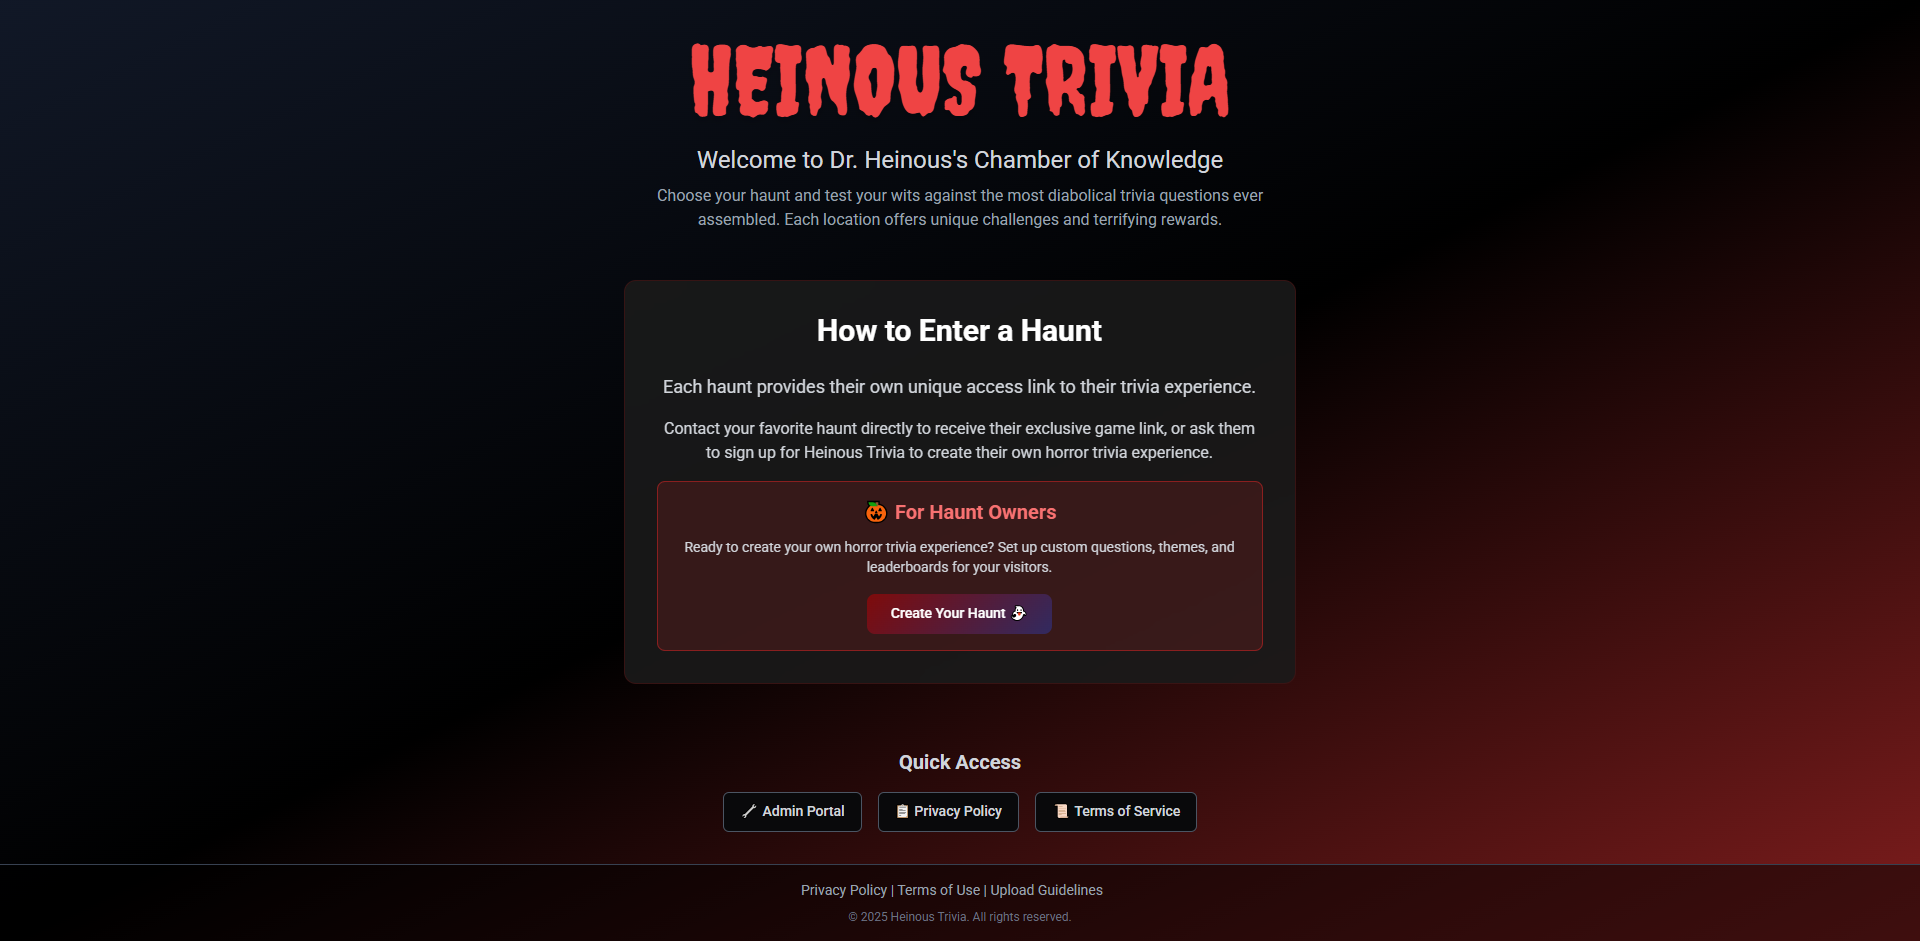 HEINOUS TRIVIA
Welcome to Dr. Heinous's Chamber of Knowledge
Choose your haunt and test your wits against the most diabolical trivia questions ever
assembled. Each location offers unique challenges and terrifying rewards.
How to Enter a Haunt
Each haunt provides their own unique access link to their trivia experience.
Contact your favorite haunt directly to receive their exclusive game link, or ask them
to sign up for Heinous Trivia to create their own horror trivia experience.
🎃 For Haunt Owners
Ready to create your own horror trivia experience? Set up custom questions, themes, and
leaderboards for your visitors.
Create Your Haunt 👻
Quick Access
🔧 Admin Portal
📋 Privacy Policy
📜 Terms of Service
Privacy Policy | Terms of Use | Upload Guidelines
© 2025 Heinous Trivia. All rights reserved.